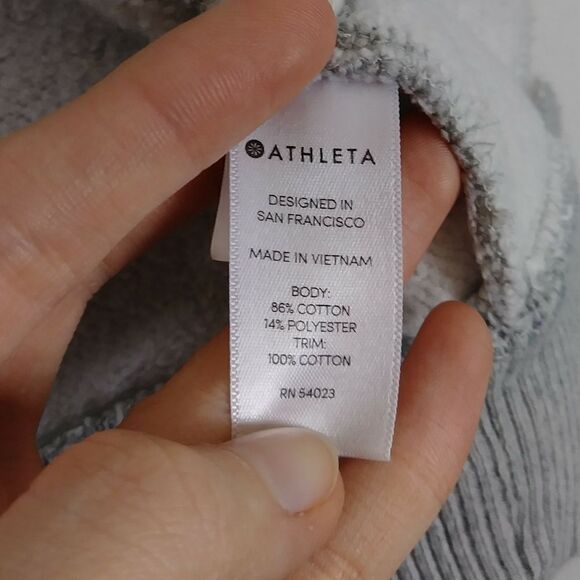 ATHLETA
DESIGNED IN
SAN FRANCISCO
MADE IN VIETNAM
BODY:
86% COTTON
14% POLYESTER
TRIM:
100% COTTON
RN 54023